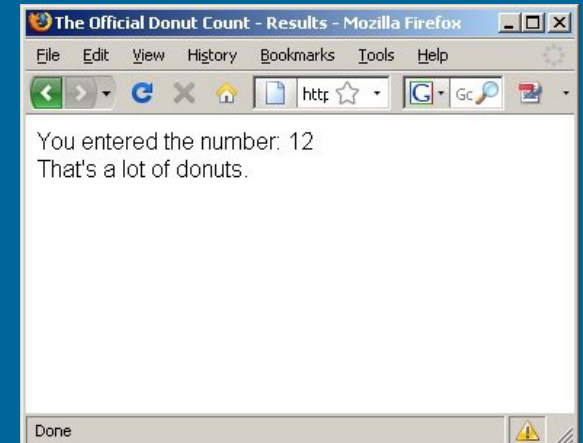 The Official Donut Count - Results - Mozilla Firefox
File Edit View History Bookmarks Tools Help
http G Gc
You entered the number: 12
That's a lot of donuts.
Done